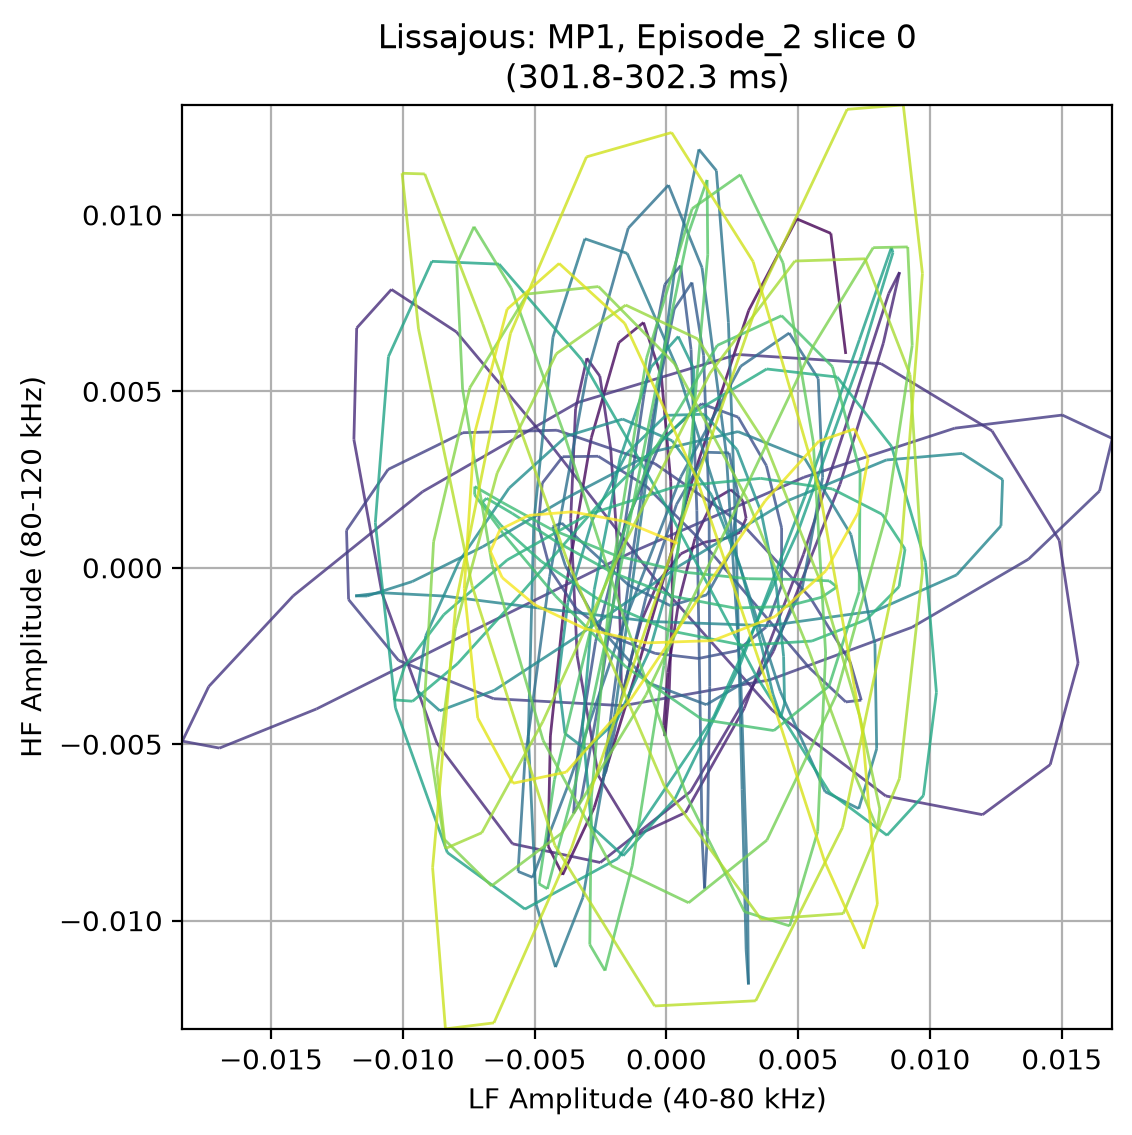 Lissajous: MP1, Episode_2 slice 0
(301.8-302.3 ms)
HF Amplitude (80-120 kHz)
0.010
0.005
0.000
−0.005
−0.010
−0.015 −0.010 −0.005 0.000 0.005 0.010 0.015
LF Amplitude (40-80 kHz)